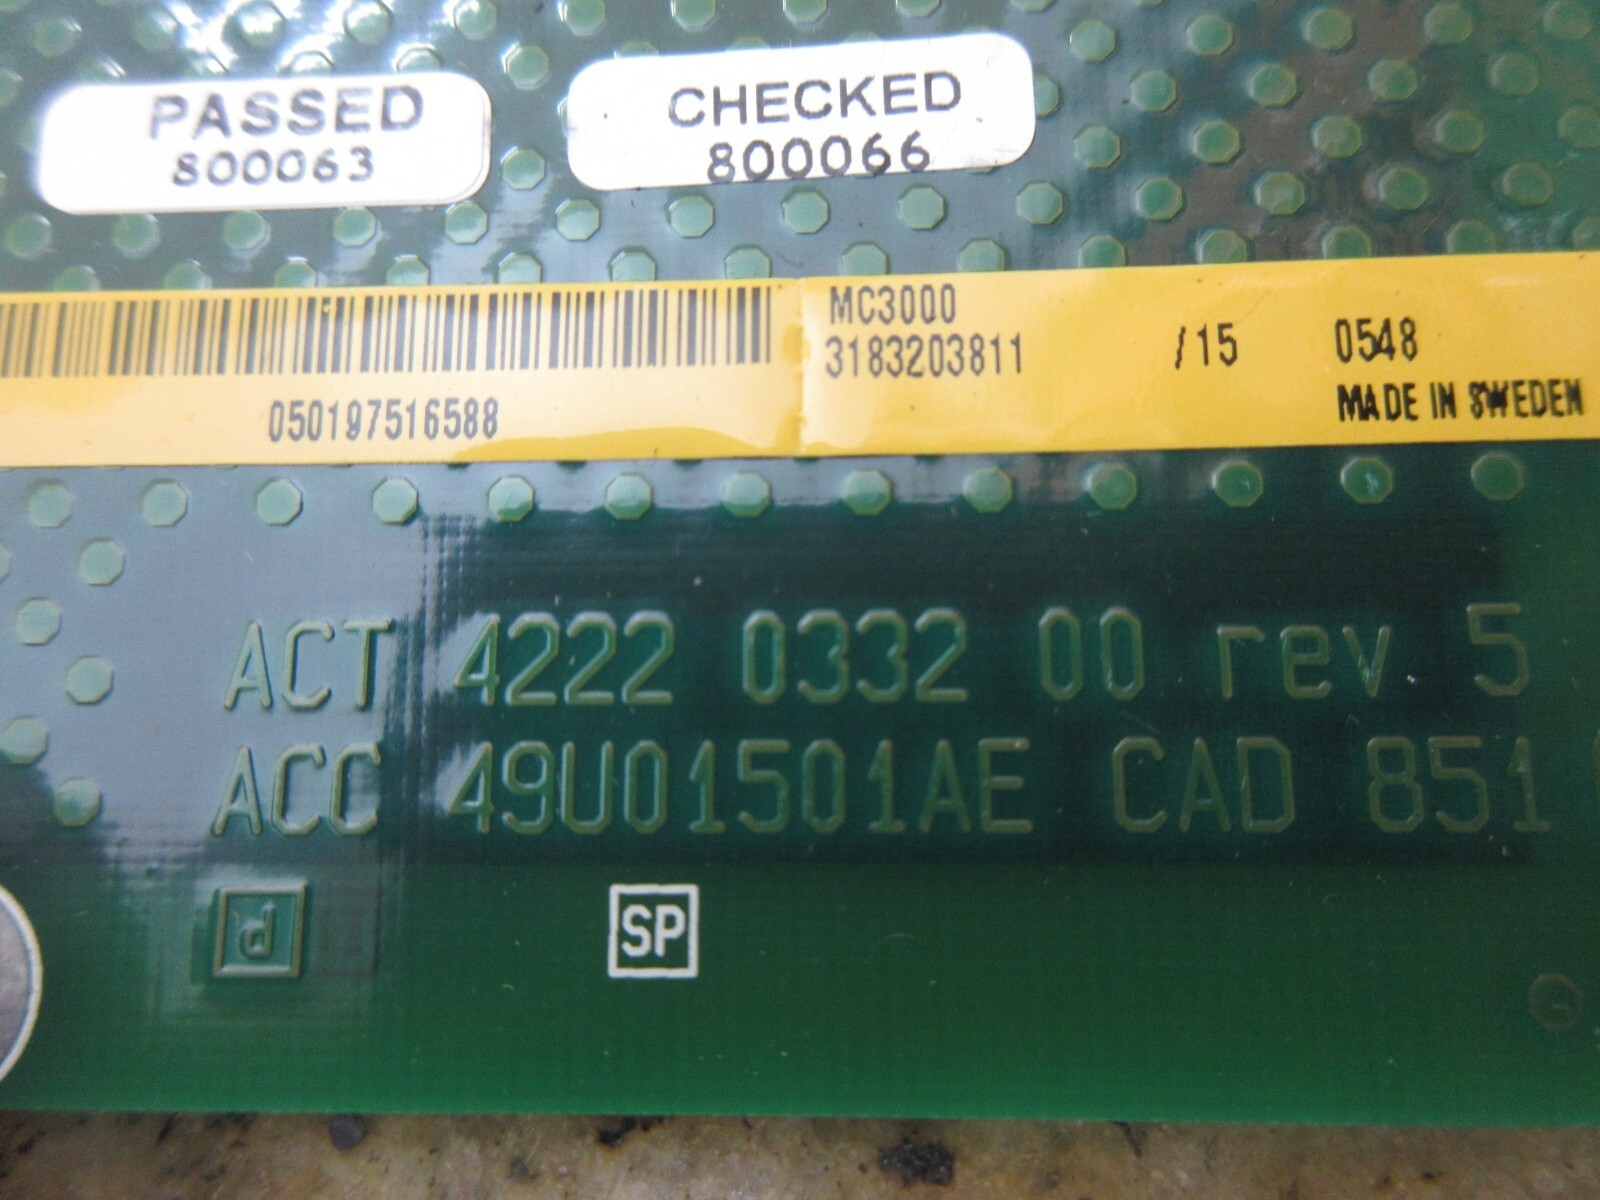 PASSED
800063
CHECKED
800066
MC3000
3183203811 /15 0548
050197516588
MADE IN SWEDEN
ACT 4222 0332 00 rev. 5
ACC 49U01501AE CAD 851
P
SP